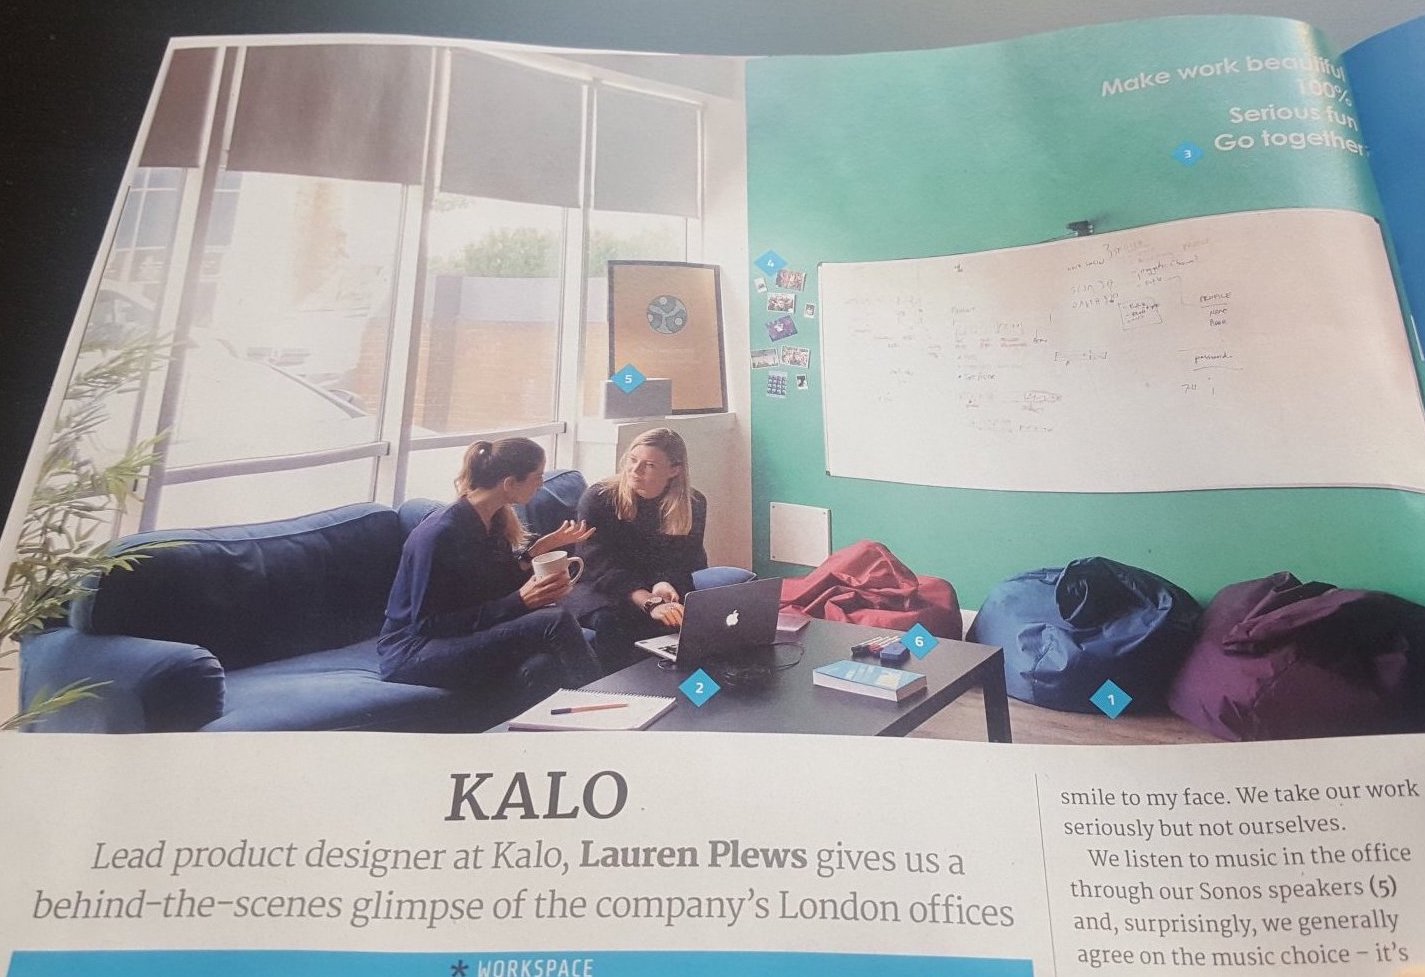 Make work beautiful
100%
Serious fun
Go together
3
4
5
PROFILE
NAME
password
6
2
1
KALO
Lead product designer at Kalo, Lauren Plews gives us a
behind-the-scenes glimpse of the company's London offices
* WORKSPACE
smile to my face. We take our work
seriously but not ourselves.
We listen to music in the office
through our Sonos speakers (5)
and, surprisingly, we generally
agree on the music choice – it's